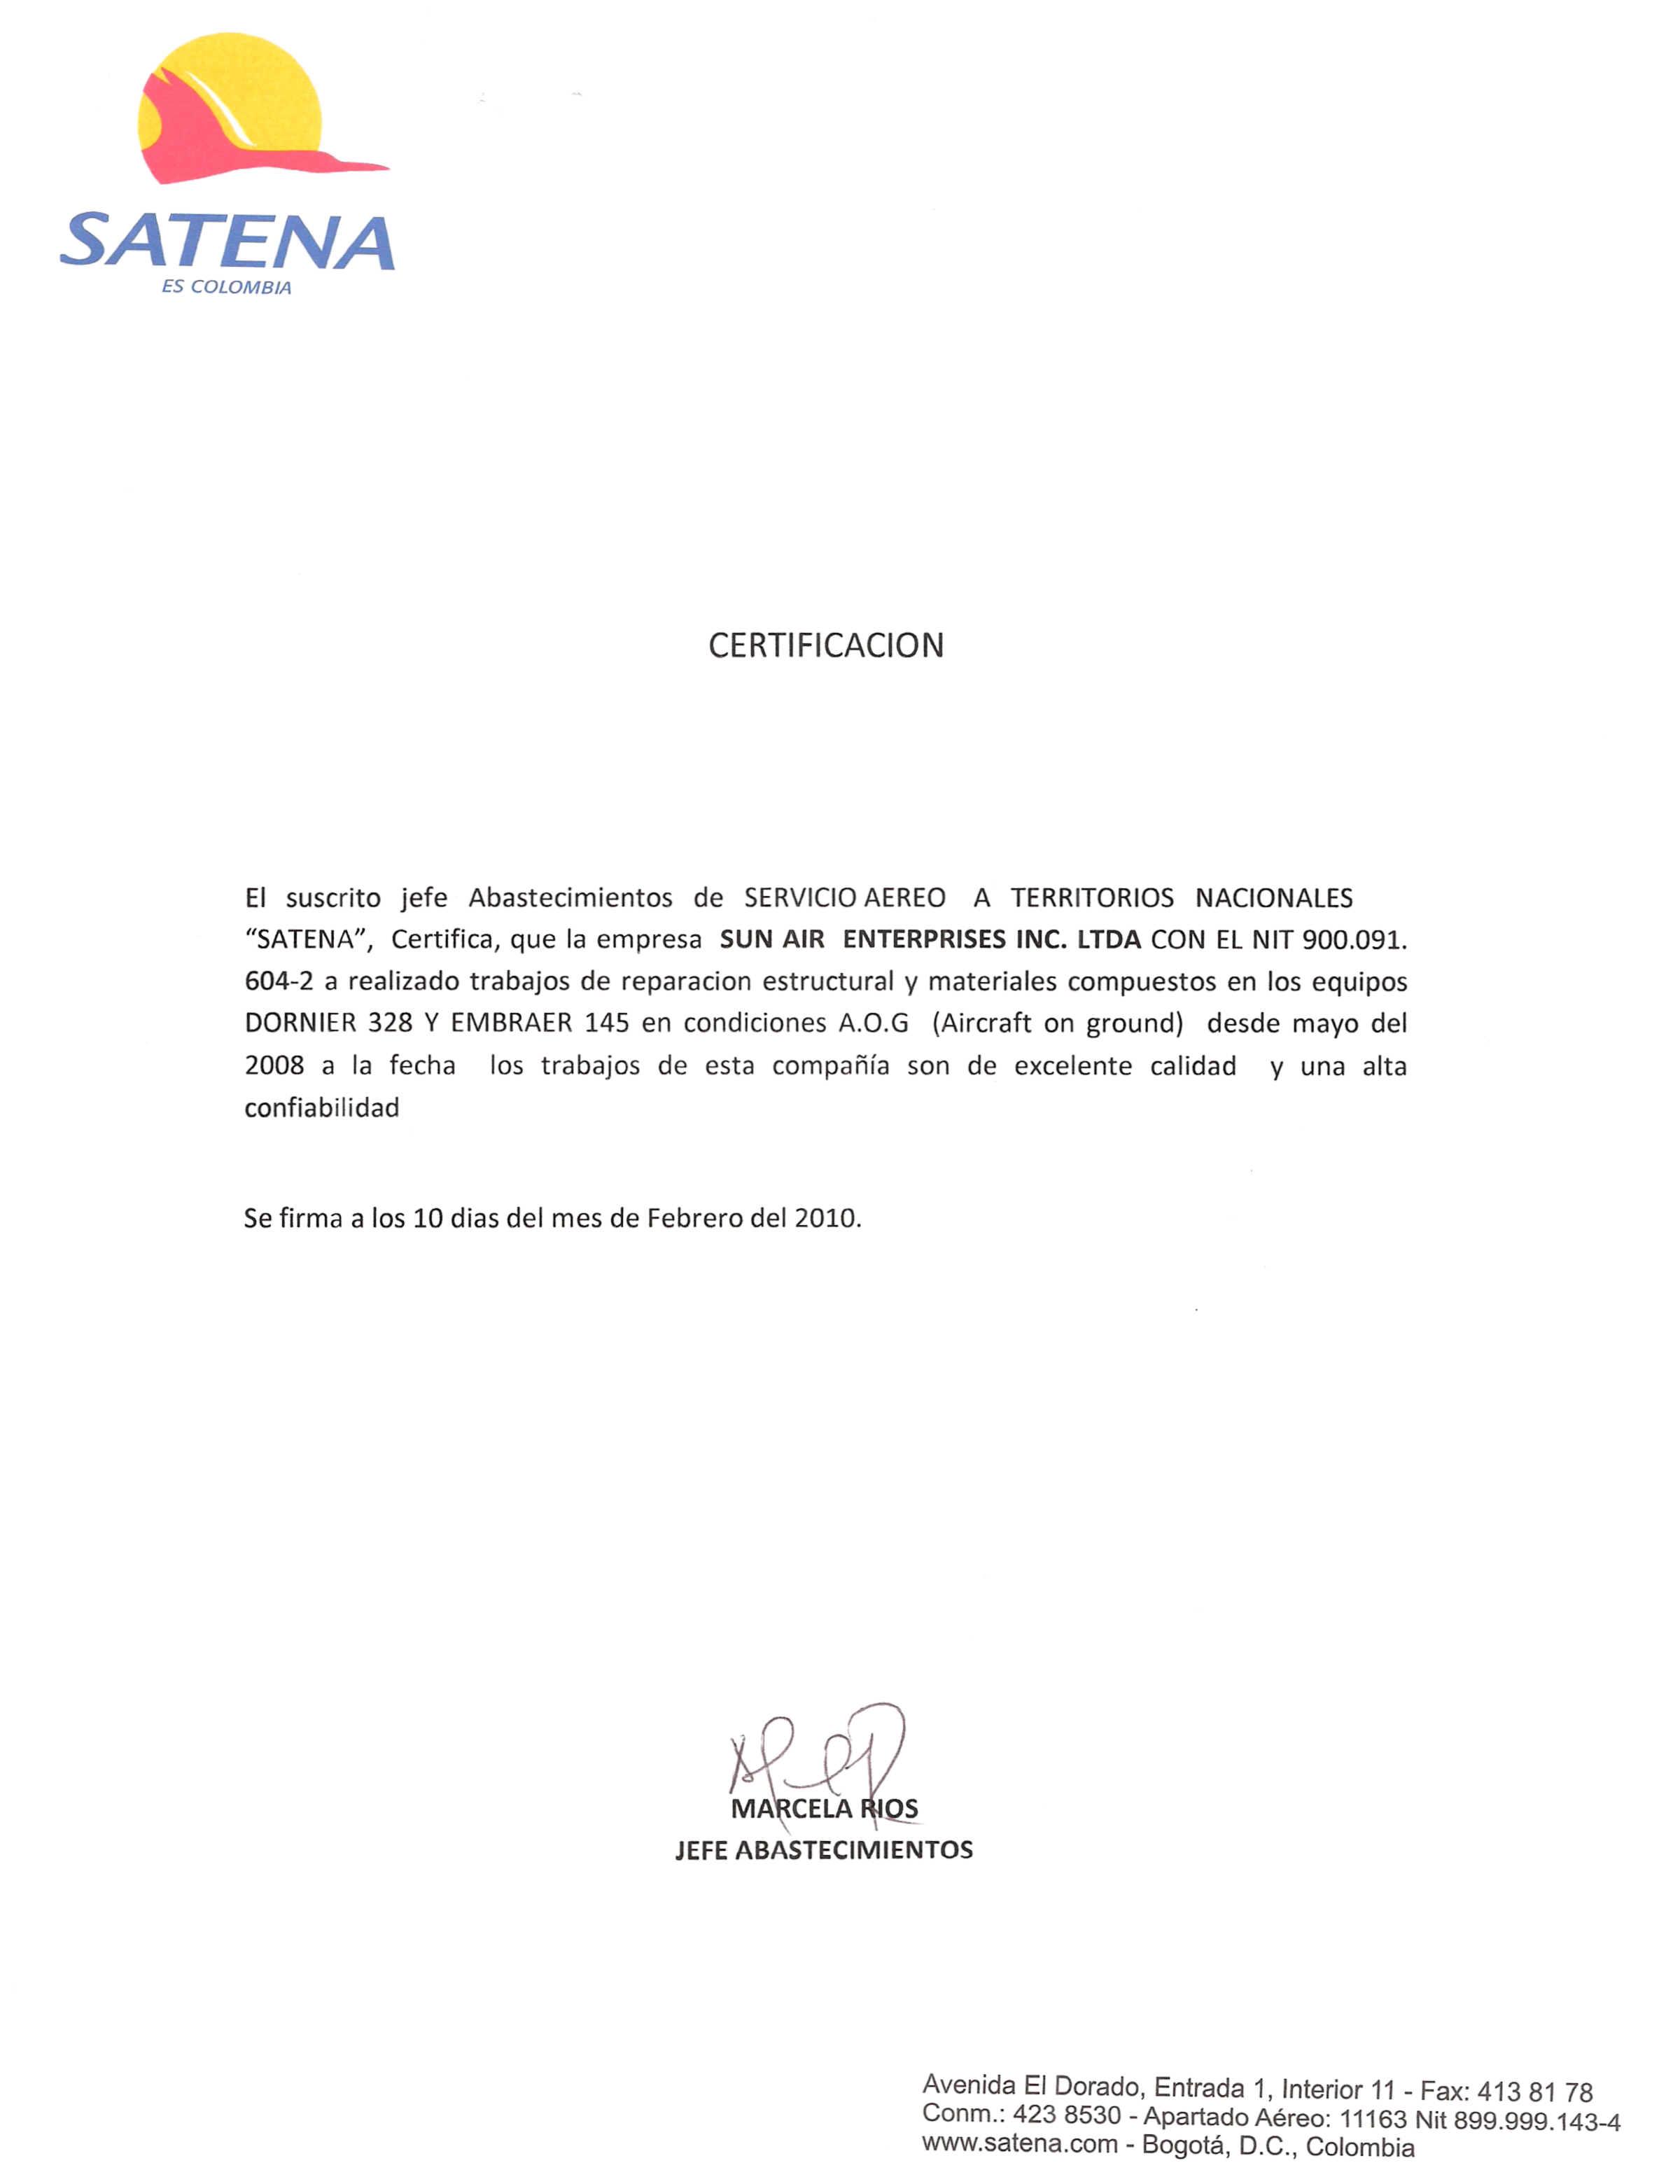 SATENA
ES COLOMBIA
CERTIFICACION
El suscrito jefe Abastecimientos de SERVICIO AEREO A TERRITORIOS NACIONALES
“SATENA”, Certifica, que la empresa SUN AIR ENTERPRISES INC. LTDA CON EL NIT 900.091.
604-2 a realizado trabajos de reparacion estructural y materiales compuestos en los equipos
DORNIER 328 Y EMBRAER 145 en condiciones A.O.G (Aircraft on ground) desde mayo del
2008 a la fecha los trabajos de esta compañía son de excelente calidad y una alta
confiabilidad
Se firma a los 10 dias del mes de Febrero del 2010.
MARCELA RIOS
JEFE ABASTECIMIENTOS
Avenida El Dorado, Entrada 1, Interior 11 - Fax: 413 81 78
Conm.: 423 8530 - Apartado Aéreo: 11163 Nit 899.999.143-4
www.satena.com - Bogotá, D.C., Colombia